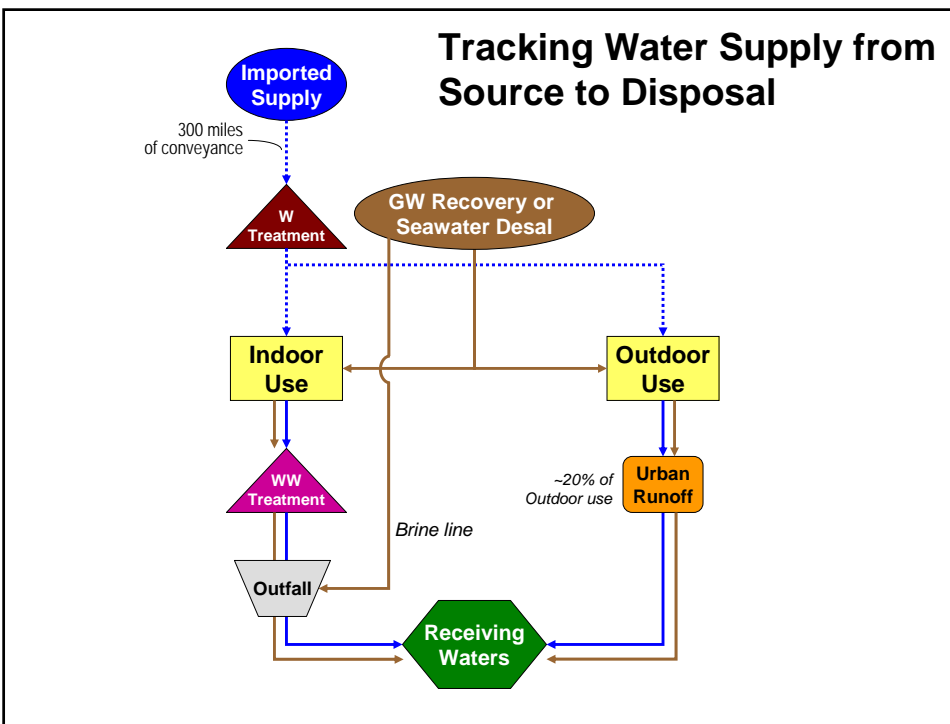 Tracking Water Supply from
Source to Disposal
Imported
Supply
300 miles
of conveyance
W
Treatment
GW Recovery or
Seawater Desal
Indoor
Use
Outdoor
Use
WW
Treatment
~20% of
Outdoor use
Urban
Runoff
Brine line
Outfall
Receiving
Waters